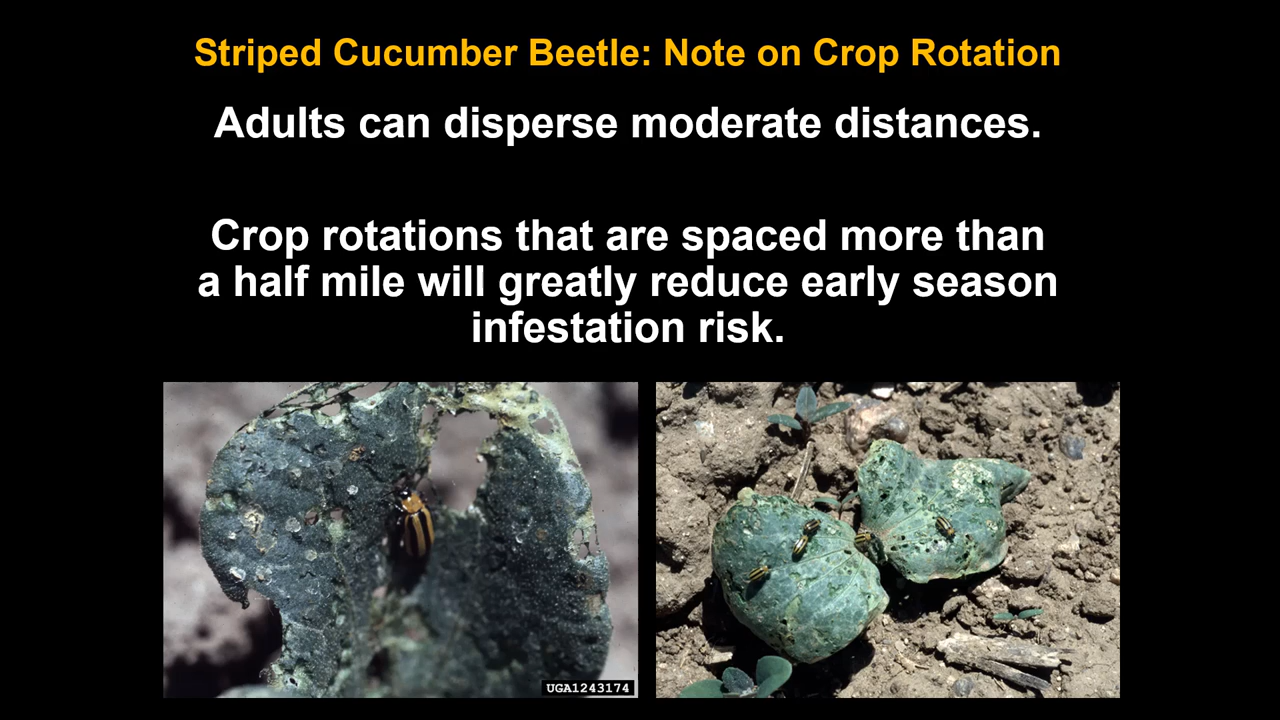 Striped Cucumber Beetle: Note on Crop Rotation
Adults can disperse moderate distances.
Crop rotations that are spaced more than
a half mile will greatly reduce early season
infestation risk.
UGA1243174